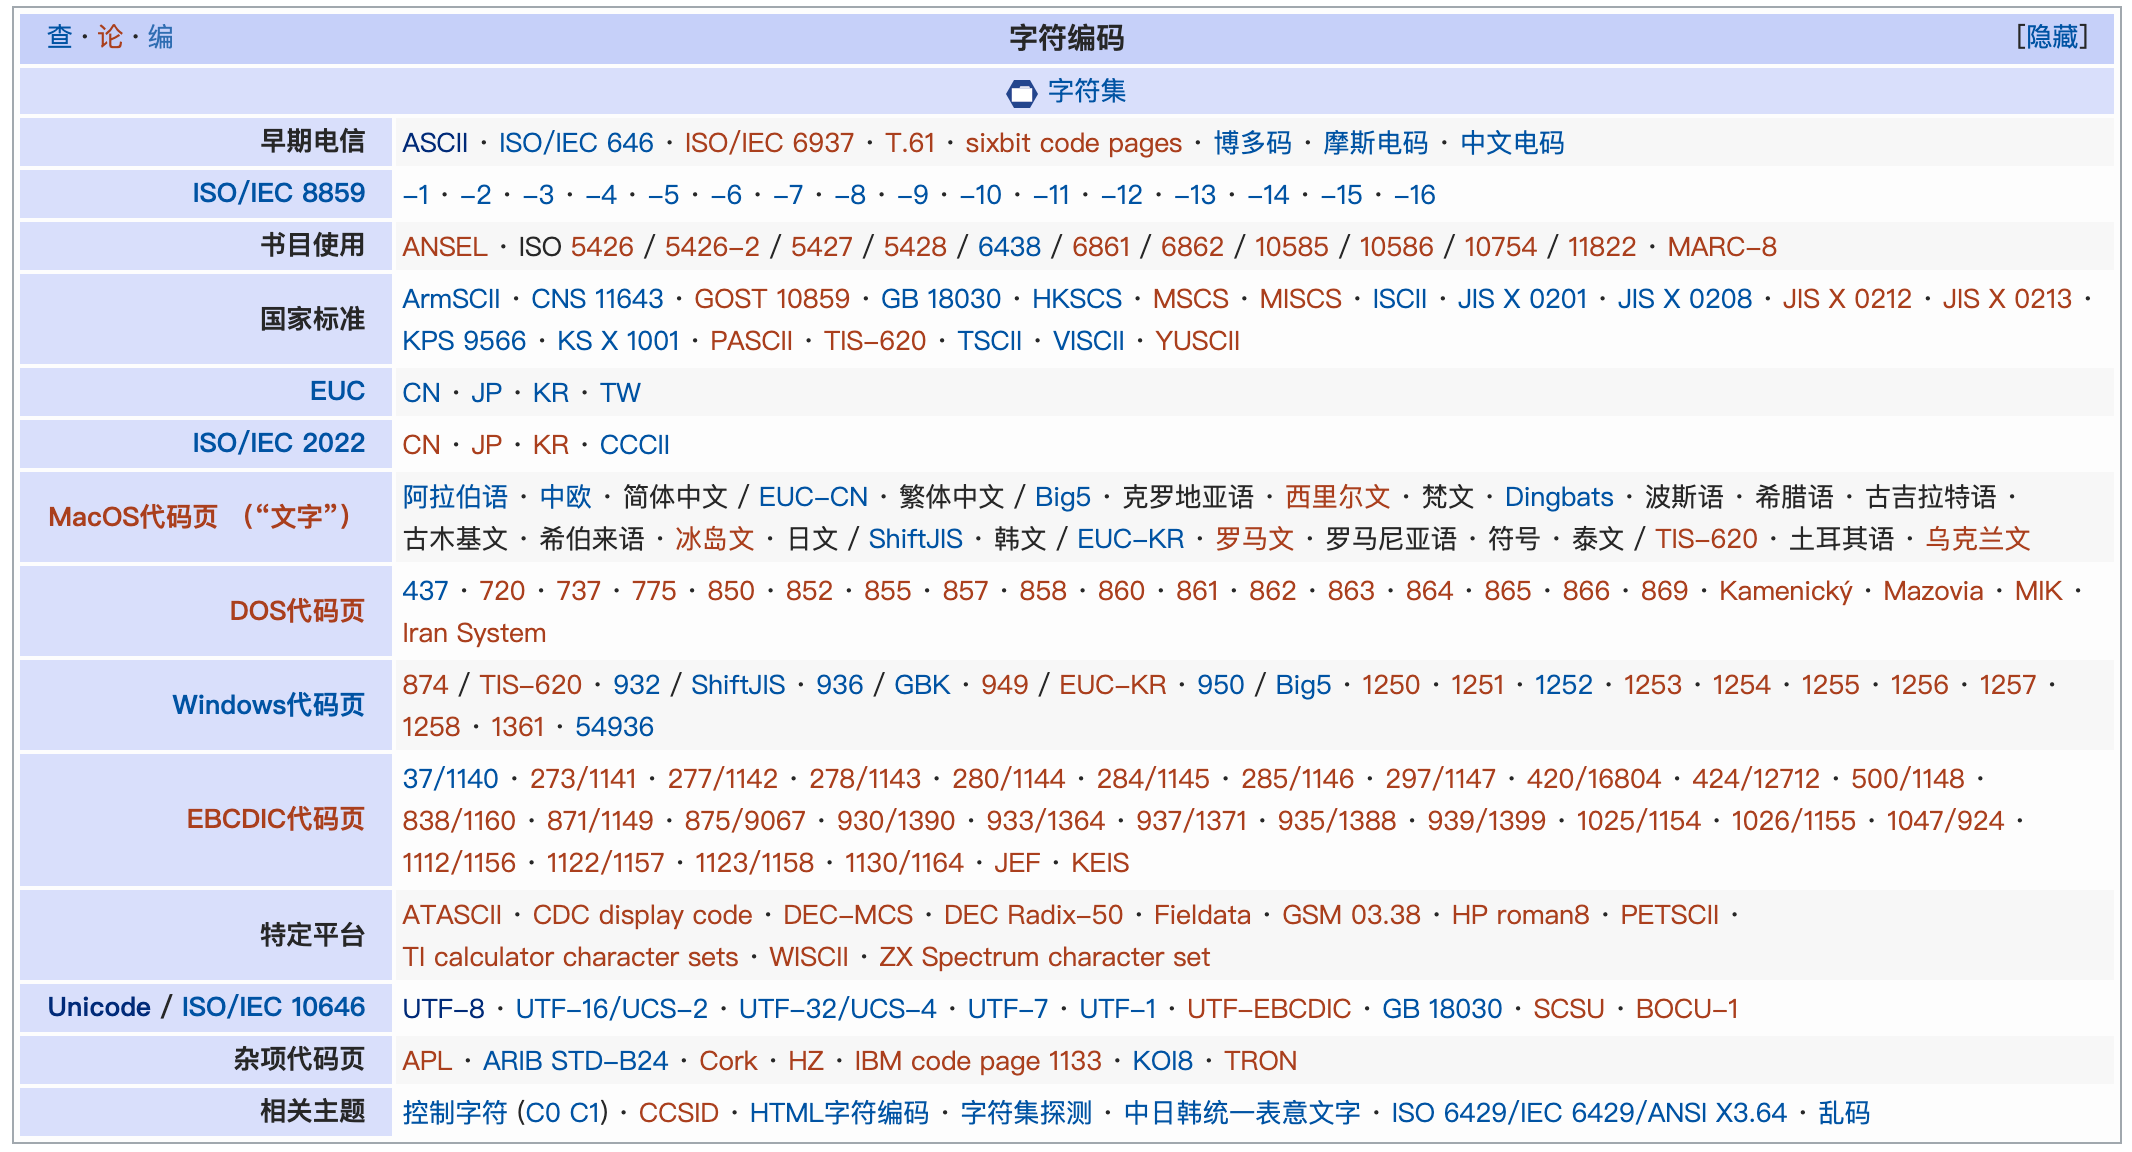 查 · 论 · 编 字符编码 [隐藏]
字符集
早期电信 ASCII · ISO/IEC 646 · ISO/IEC 6937 · T.61 · sixbit code pages · 博多码 · 摩斯电码 · 中文电码
ISO/IEC 8859 –1 · –2 · –3 · –4 · –5 · –6 · –7 · –8 · –9 · –10 · –11 · –12 · –13 · –14 · –15 · –16
书目使用 ANSEL · ISO 5426 / 5426–2 / 5427 / 5428 / 6438 / 6861 / 6862 / 10585 / 10586 / 10754 / 11822 · MARC–8
国家标准 ArmSCII · CNS 11643 · GOST 10859 · GB 18030 · HKSCS · MSCS · MISCS · ISCII · JIS X 0201 · JIS X 0208 · JIS X 0212 · JIS X 0213 ·
KPS 9566 · KS X 1001 · PASCII · TIS–620 · TSCII · VISCII · YUSCII
EUC CN · JP · KR · TW
ISO/IEC 2022 CN · JP · KR · CCCII
MacOS代码页 （“文字”） 阿拉伯语 · 中欧 · 简体中文 / EUC–CN · 繁体中文 / Big5 · 克罗地亚语 · 西里尔文 · 梵文 · Dingbats · 波斯语 · 希腊语 · 古吉拉特语 ·
古木基文 · 希伯来语 · 冰岛文 · 日文 / ShiftJIS · 韩文 / EUC–KR · 罗马文 · 罗马尼亚语 · 符号 · 泰文 / TIS–620 · 土耳其语 · 乌克兰文
DOS代码页 437 · 720 · 737 · 775 · 850 · 852 · 855 · 857 · 858 · 860 · 861 · 862 · 863 · 864 · 865 · 866 · 869 · Kamenický · Mazovia · MIK ·
Iran System
Windows代码页 874 / TIS–620 · 932 / ShiftJIS · 936 / GBK · 949 / EUC–KR · 950 / Big5 · 1250 · 1251 · 1252 · 1253 · 1254 · 1255 · 1256 · 1257 ·
1258 · 1361 · 54936
EBCDIC代码页 37/1140 · 273/1141 · 277/1142 · 278/1143 · 280/1144 · 284/1145 · 285/1146 · 297/1147 · 420/16804 · 424/12712 · 500/1148 ·
838/1160 · 871/1149 · 875/9067 · 930/1390 · 933/1364 · 937/1371 · 935/1388 · 939/1399 · 1025/1154 · 1026/1155 · 1047/924 ·
1112/1156 · 1122/1157 · 1123/1158 · 1130/1164 · JEF · KEIS
特定平台 ATASCII · CDC display code · DEC–MCS · DEC Radix–50 · Fieldata · GSM 03.38 · HP roman8 · PETSCII ·
TI calculator character sets · WISCII · ZX Spectrum character set
Unicode / ISO/IEC 10646 UTF–8 · UTF–16/UCS–2 · UTF–32/UCS–4 · UTF–7 · UTF–1 · UTF–EBCDIC · GB 18030 · SCSU · BOCU–1
杂项代码页 APL · ARIB STD–B24 · Cork · HZ · IBM code page 1133 · KOI8 · TRON
相关主题 控制字符 (C0 C1) · CCSID · HTML字符编码 · 字符集探测 · 中日韩统一表意文字 · ISO 6429/IEC 6429/ANSI X3.64 · 乱码